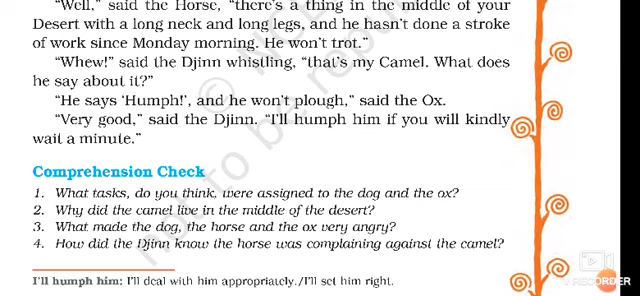 "Well," said the Horse, "there's a thing in the middle of your
Desert with a long neck and long legs, and he hasn't done a stroke
of work since Monday morning. He won't trot."
"Whew!" said the Djinn whistling, "that's my Camel. What does
he say about it?"
"He says 'Humph!', and he won't plough," said the Ox.
"Very good," said the Djinn. "I'll humph him if you will kindly
wait a minute."
Comprehension Check
1. What tasks, do you think, were assigned to the dog and the ox?
2. Why did the camel live in the middle of the desert?
3. What made the dog, the horse and the ox very angry?
4. How did the Djinn know the horse was complaining against the camel?
I'll humph him: I'll deal with him appropriately./I'll set him right.
not to be
RECORDER